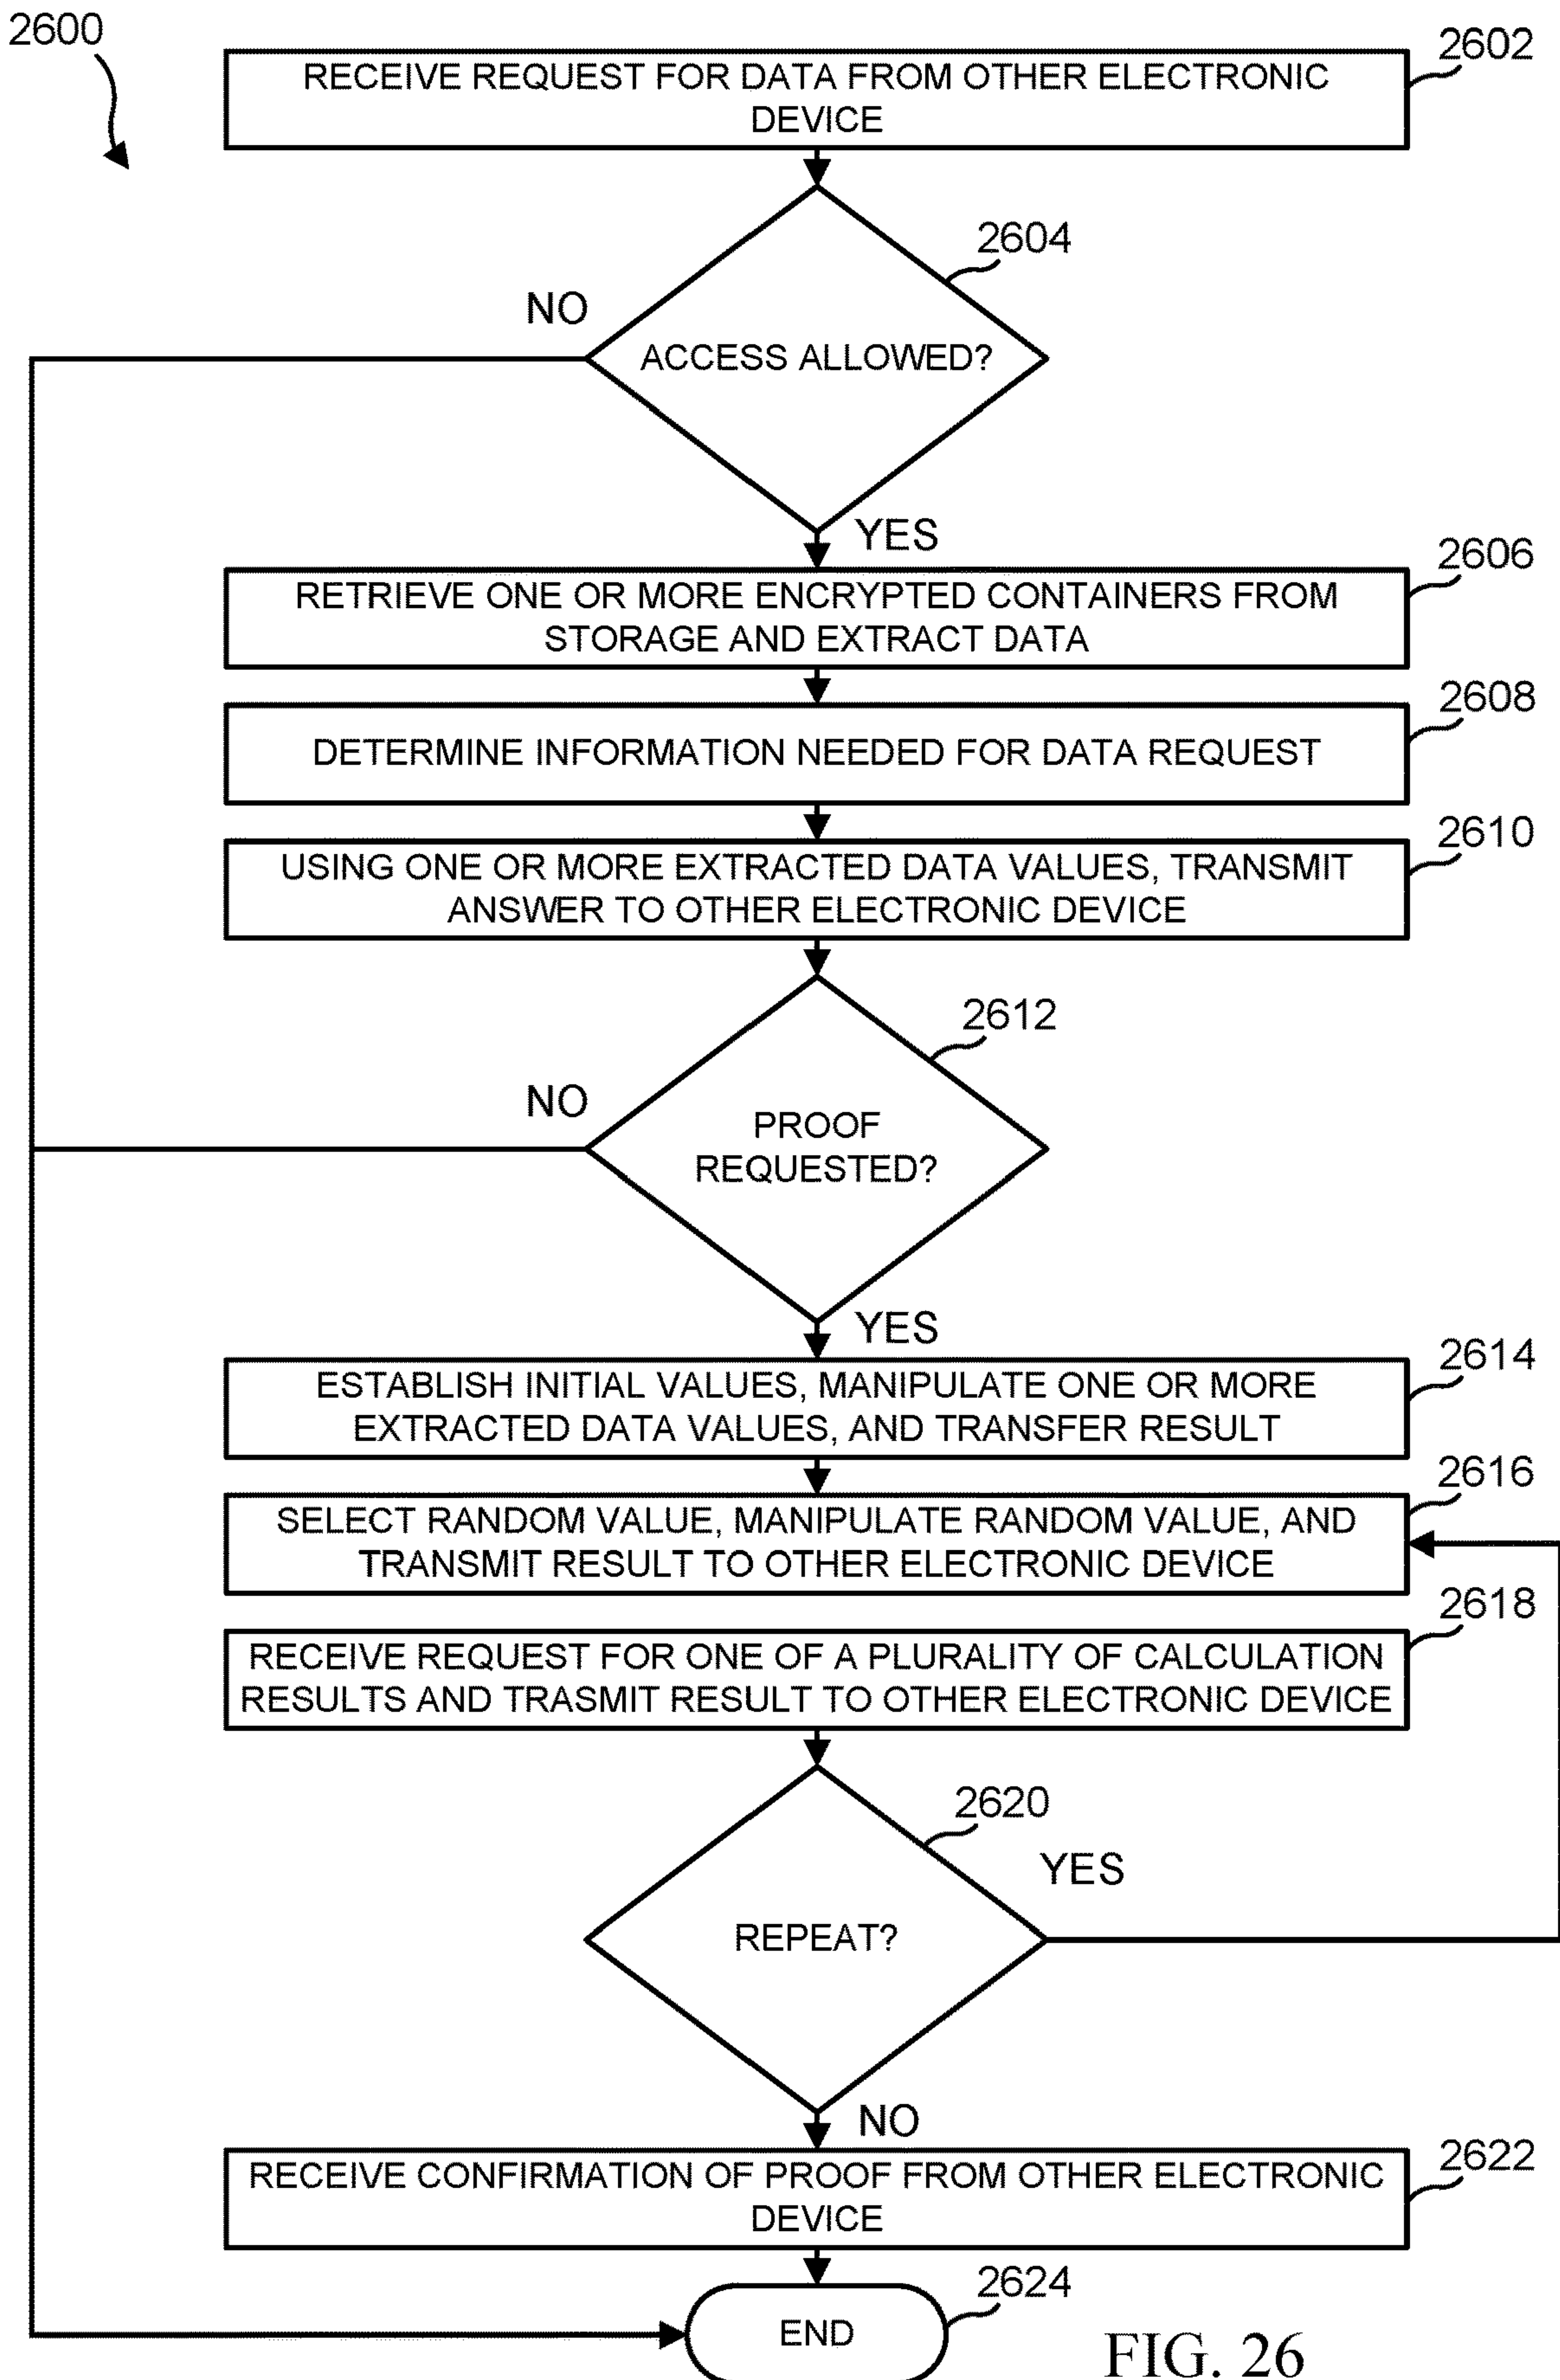 2600
2602
RECEIVE REQUEST FOR DATA FROM OTHER ELECTRONIC
DEVICE
2604
NO
ACCESS ALLOWED?
YES
2606
RETRIEVE ONE OR MORE ENCRYPTED CONTAINERS FROM
STORAGE AND EXTRACT DATA
2608
DETERMINE INFORMATION NEEDED FOR DATA REQUEST
2610
USING ONE OR MORE EXTRACTED DATA VALUES, TRANSMIT
ANSWER TO OTHER ELECTRONIC DEVICE
2612
NO
PROOF
REQUESTED?
YES
2614
ESTABLISH INITIAL VALUES, MANIPULATE ONE OR MORE
EXTRACTED DATA VALUES, AND TRANSFER RESULT
2616
SELECT RANDOM VALUE, MANIPULATE RANDOM VALUE, AND
TRANSMIT RESULT TO OTHER ELECTRONIC DEVICE
2618
RECEIVE REQUEST FOR ONE OF A PLURALITY OF CALCULATION
RESULTS AND TRASMIT RESULT TO OTHER ELECTRONIC DEVICE
2620
YES
REPEAT?
NO
2622
RECEIVE CONFIRMATION OF PROOF FROM OTHER ELECTRONIC
DEVICE
2624
END
FIG. 26